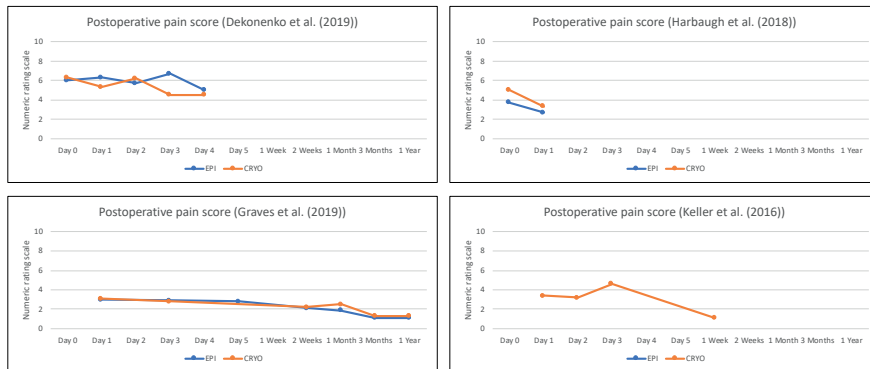 Postoperative pain score (Dekonenko et al. (2019))
Numeric rating scale
10
8
6
4
2
0
Day 0 Day 1 Day 2 Day 3 Day 4 Day 5 1 Week 2 Weeks 1 Month 3 Months 1 Year
EPI CRYO
Postoperative pain score (Harbaugh et al. (2018))
Numeric rating scale
10
8
6
4
2
0
Day 0 Day 1 Day 2 Day 3 Day 4 Day 5 1 Week 2 Weeks 1 Month 3 Months 1 Year
EPI CRYO
Postoperative pain score (Graves et al. (2019))
Numeric rating scale
10
8
6
4
2
0
Day 0 Day 1 Day 2 Day 3 Day 4 Day 5 1 Week 2 Weeks 1 Month 3 Months 1 Year
EPI CRYO
Postoperative pain score (Keller et al. (2016))
Numeric rating scale
10
8
6
4
2
0
Day 0 Day 1 Day 2 Day 3 Day 4 Day 5 1 Week 2 Weeks 1 Month 3 Months 1 Year
EPI CRYO